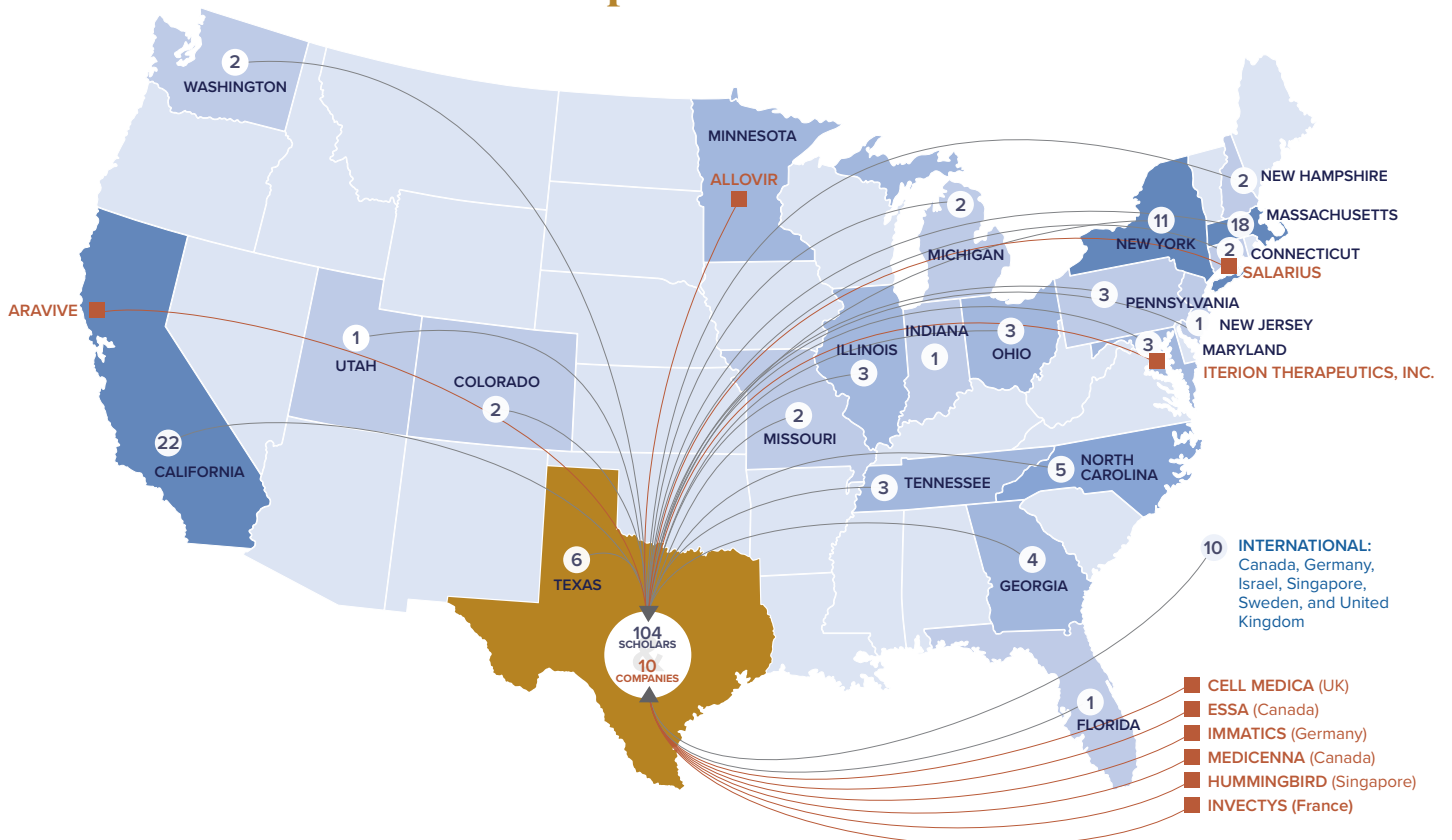 2
WASHINGTON
MINNESOTA
ALLOVIR
2
MICHIGAN
2
NEW HAMPSHIRE
11
NEW YORK
18
MASSACHUSETTS
2
CONNECTICUT
SALARIUS
ARAVIVE
1
UTAH
COLORADO
2
22
CALIFORNIA
ILLINOIS
3
INDIANA
1
3
OHIO
3
PENNSYLVANIA
1
NEW JERSEY
3
MARYLAND
ITERION THERAPEUTICS, INC.
2
MISSOURI
3
TENNESSEE
5
NORTH
CAROLINA
6
TEXAS
4
GEORGIA
10
INTERNATIONAL:
Canada, Germany,
Israel, Singapore,
Sweden, and United
Kingdom
104
SCHOLARS
&
10
COMPANIES
1
FLORIDA
CELL MEDICA (UK)
ESSA (Canada)
IMMATICS (Germany)
MEDICENNA (Canada)
HUMMINGBIRD (Singapore)
INVECTYS (France)